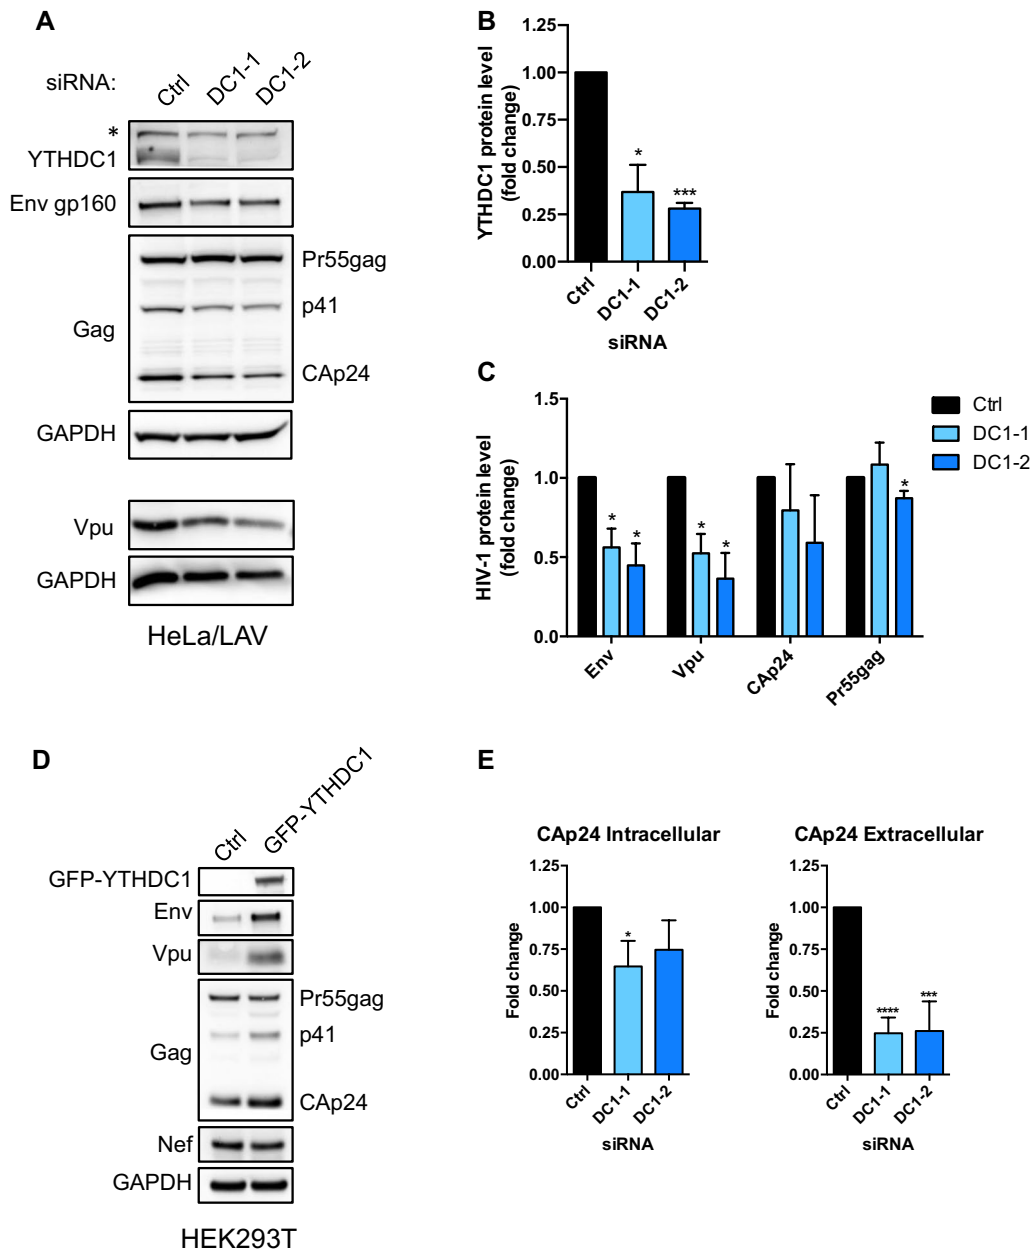 A
siRNA:
Ctrl
DC1-1
DC1-2
*
YTHDC1
Env gp160
Pr55gag
p41
Gag
CAp24
GAPDH
Vpu
GAPDH
HeLa/LAV
B
YTHDC1 protein level
(fold change)
1.25
1.00
0.75
0.50
0.25
0.00
*
***
Ctrl
DC1-1
DC1-2
siRNA
C
HIV-1 protein level
(fold change)
1.5
1.0
0.5
0.0
*
*
*
*
*
Env
Vpu
CAp24
Pr55gag
Ctrl
DC1-1
DC1-2
D
Ctrl
GFP-YTHDC1
GFP-YTHDC1
Env
Vpu
Pr55gag
p41
Gag
CAp24
Nef
GAPDH
HEK293T
E
CAp24 Intracellular
Fold change
1.25
1.00
0.75
0.50
0.25
0.00
*
Ctrl
DC1-1
DC1-2
siRNA
CAp24 Extracellular
Fold change
1.25
1.00
0.75
0.50
0.25
0.00
****
***
Ctrl
DC1-1
DC1-2
siRNA